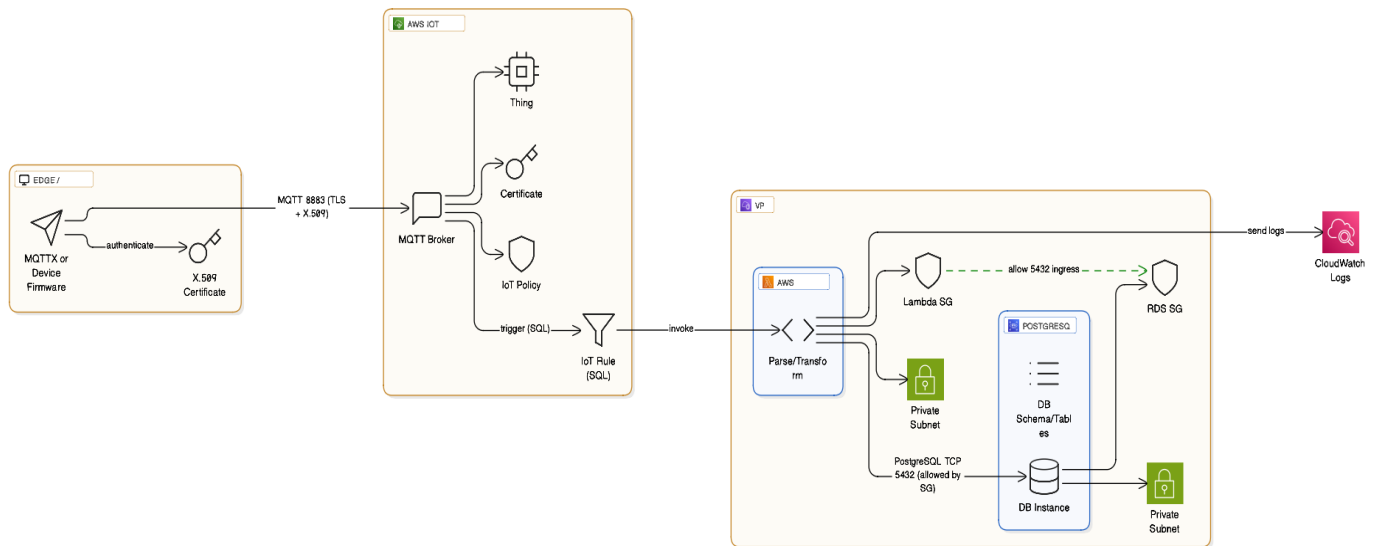 AWS IOT
Thing
Certificate
MQTT Broker
IoT Policy
trigger (SQL)
IoT Rule
(SQL)
EDGE /
MQTTX or
Device
Firmware
authenticate
X.509
Certificate
MQTT 8883 (TLS
+ X.509)
invoke
VP
AWS
Parse/Transfo
rm
Lambda SG
allow 5432 ingress
RDS SG
Private
Subnet
POSTGRESQ
DB
Schema/Tabl
es
PostgreSQL TCP
5432 (allowed by
SG)
DB Instance
Private
Subnet
send logs
CloudWatch
Logs